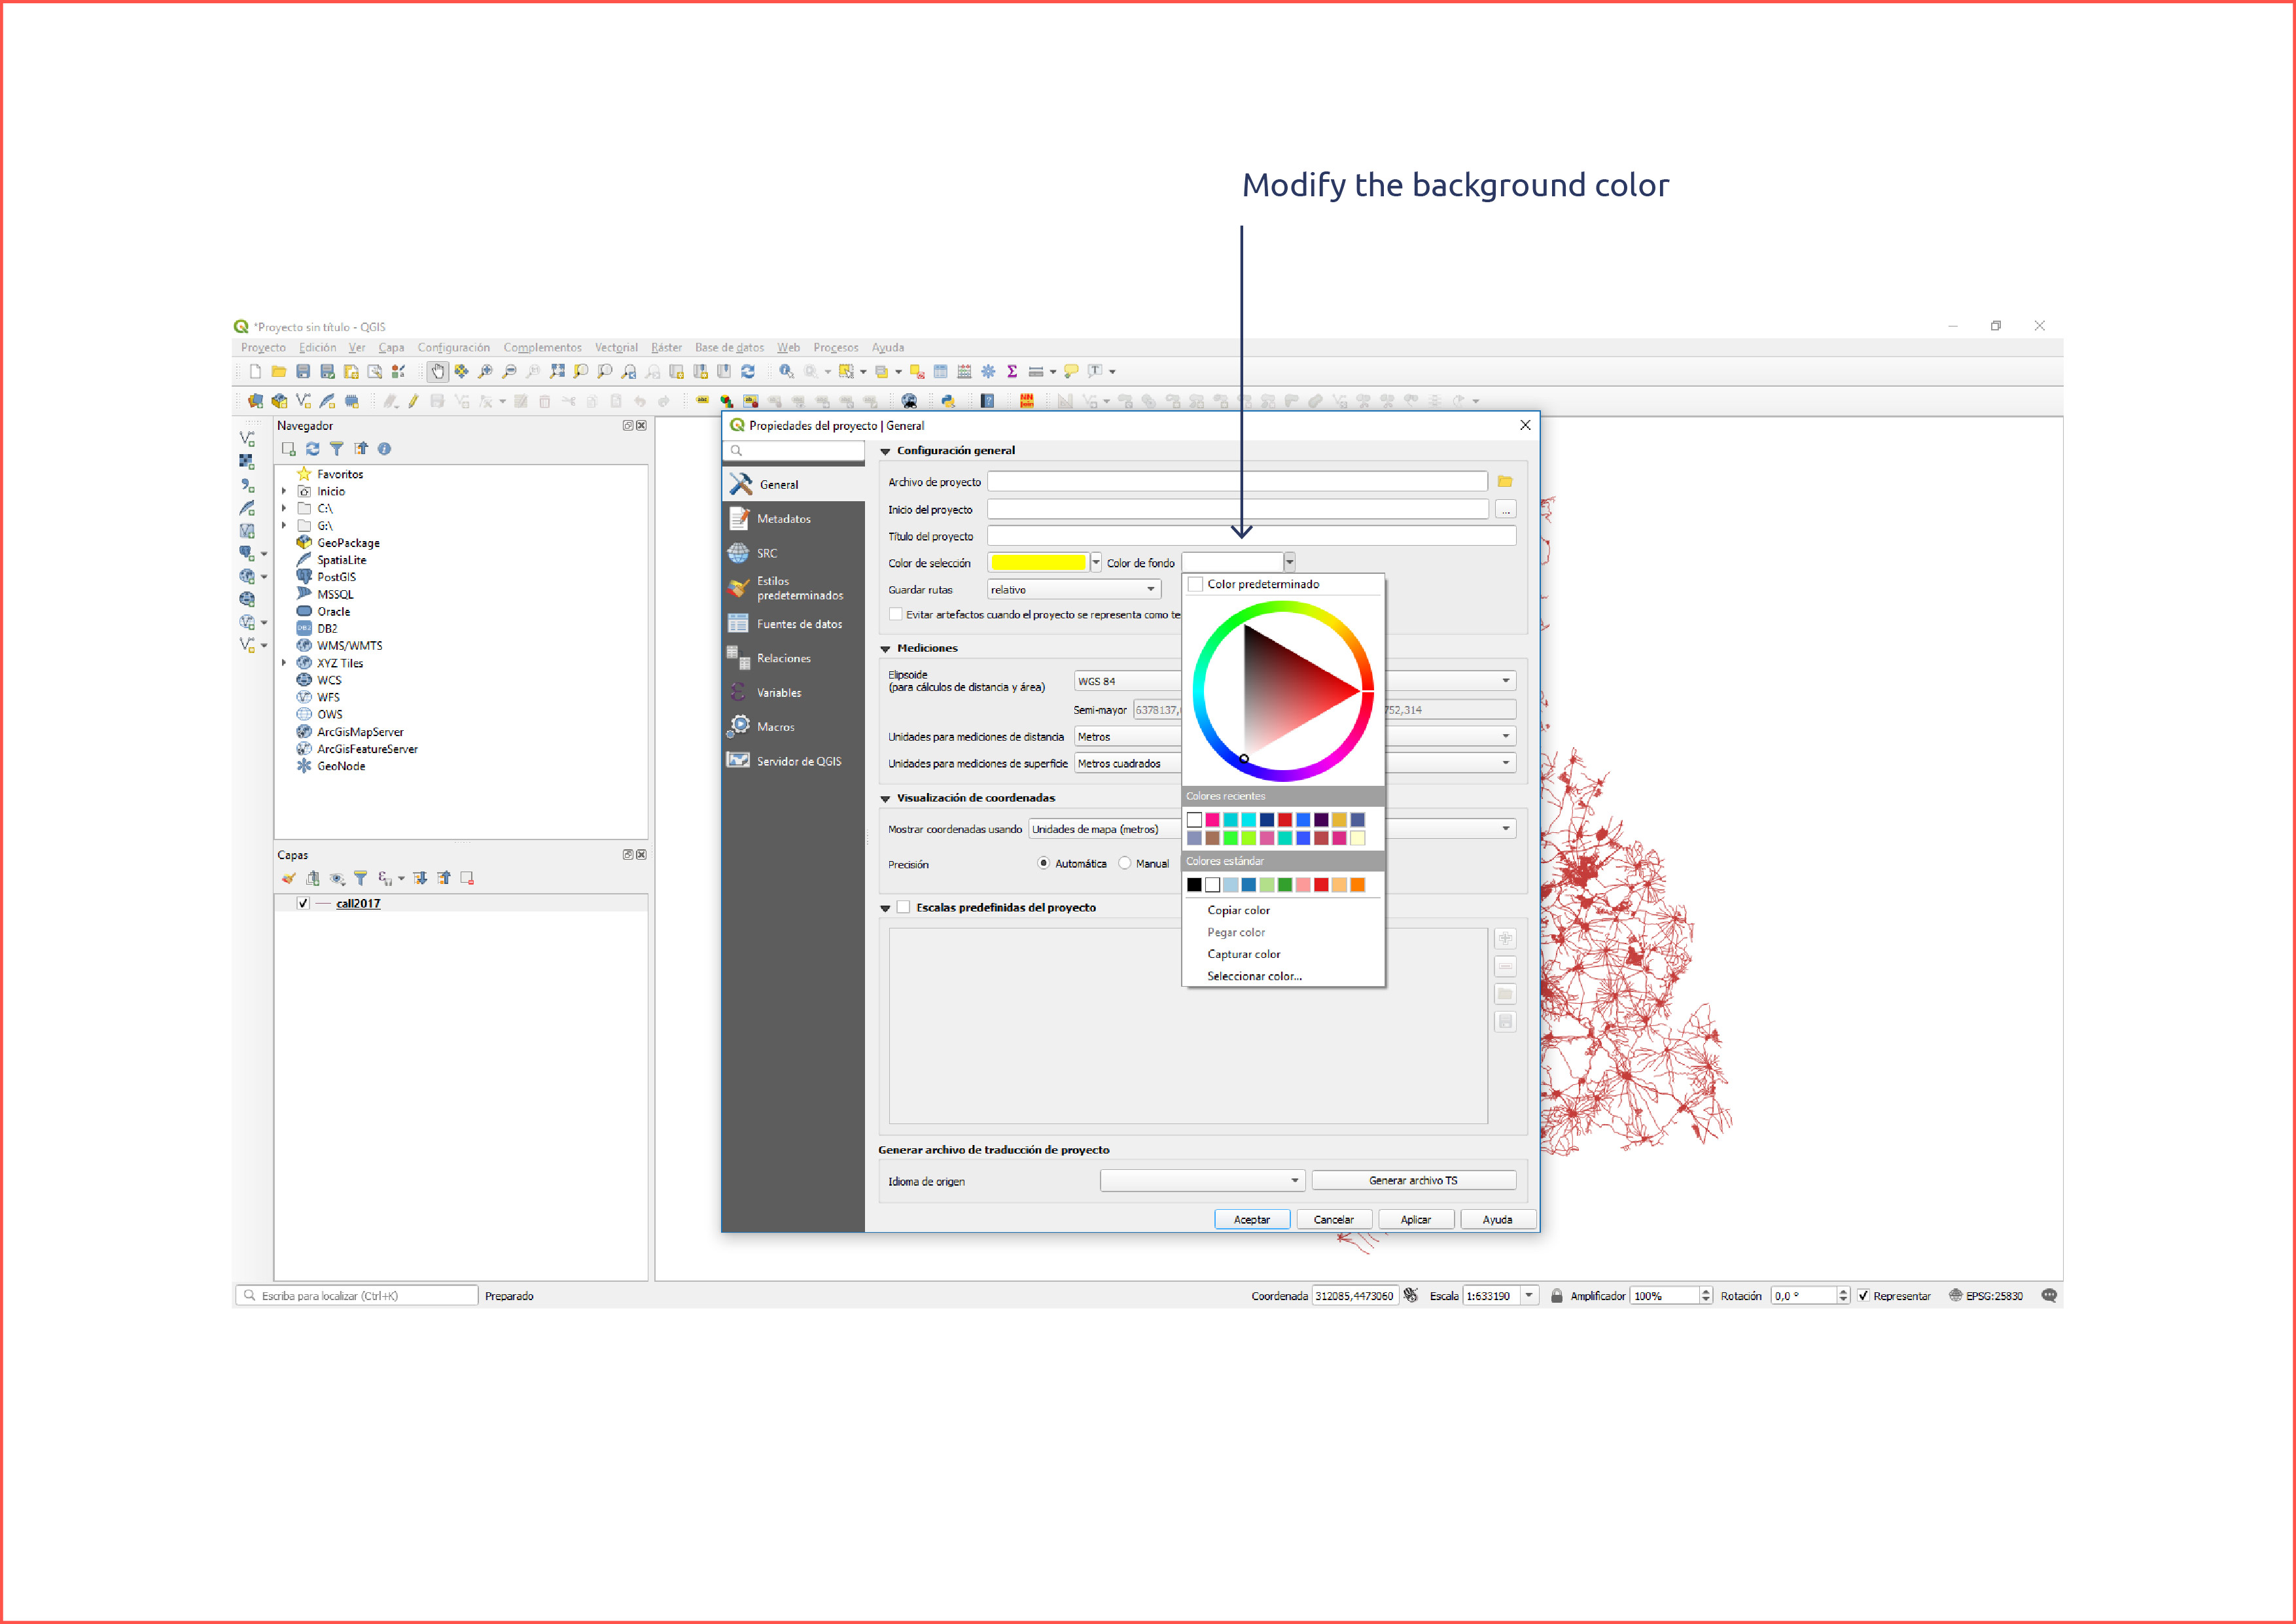 Modify the background color
*Proyecto sin título - QGIS
Proyecto Edición Ver Capa Configuración Complementos Vectorial Ráster Base de datos Web Procesos Ayuda
Navegador
Favoritos
Inicio
C:\
G:\
GeoPackage
SpatiaLite
PostGIS
MSSQL
Oracle
DB2
WMS/WMTS
XYZ Tiles
WCS
WFS
OWS
ArcGisMapServer
ArcGisFeatureServer
GeoNode
Capas
call2017
Propiedades del proyecto | General
General
Metadatos
SRC
Estilos
predeterminados
Fuentes de datos
Relaciones
Variables
Macros
Servidor de QGIS
Configuración general
Archivo de proyecto
Inicio del proyecto
...
Título del proyecto
Color de selección Color de fondo
Guardar rutas relativo
Evitar artefactos cuando el proyecto se representa como te
Mediciones
Elipsoide
(para cálculos de distancia y área) WGS 84
Semi-mayor 6378137, 752,314
Unidades para mediciones de distancia Metros
Unidades para mediciones de superficie Metros cuadrados
Visualización de coordenadas
Mostrar coordenadas usando Unidades de mapa (metros)
Precisión Automática Manual
Escalas predefinidas del proyecto
Color predeterminado
Colores recientes
Colores estándar
Copiar color
Pegar color
Capturar color
Seleccionar color...
Generar archivo de traducción de proyecto
Idioma de origen Generar archivo TS
Aceptar Cancelar Aplicar Ayuda
Escriba para localizar (Ctrl+K) Preparado Coordenada 312085,4473060 Escala 1:633190 Amplificador 100% Rotación 0,0 ° Representar EPSG:25830